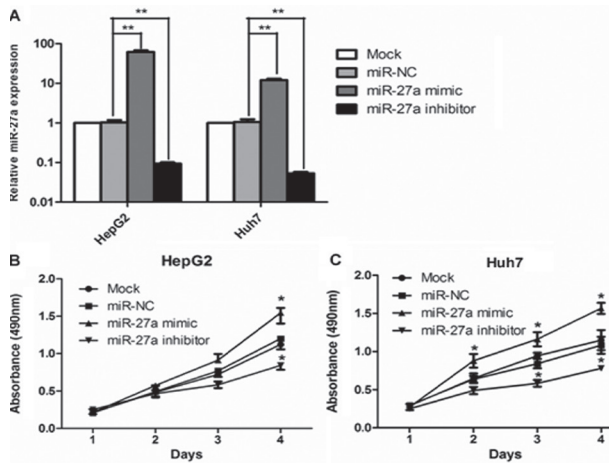 A
**
**
**
**
Relative miR-27a expression
100
10
1
0.1
0.01
HepG2
Huh7
Mock
miR-NC
miR-27a mimic
miR-27a inhibitor
B
HepG2
Mock
miR-NC
miR-27a mimic
miR-27a inhibitor
Absorbance (490nm)
2.0
1.5
1.0
0.5
0.0
*
*
1
2
3
4
Days
C
Huh7
Mock
miR-NC
miR-27a mimic
miR-27a inhibitor
Absorbance (490nm)
2.0
1.5
1.0
0.5
0.0
*
*
*
*
*
*
1
2
3
4
Days